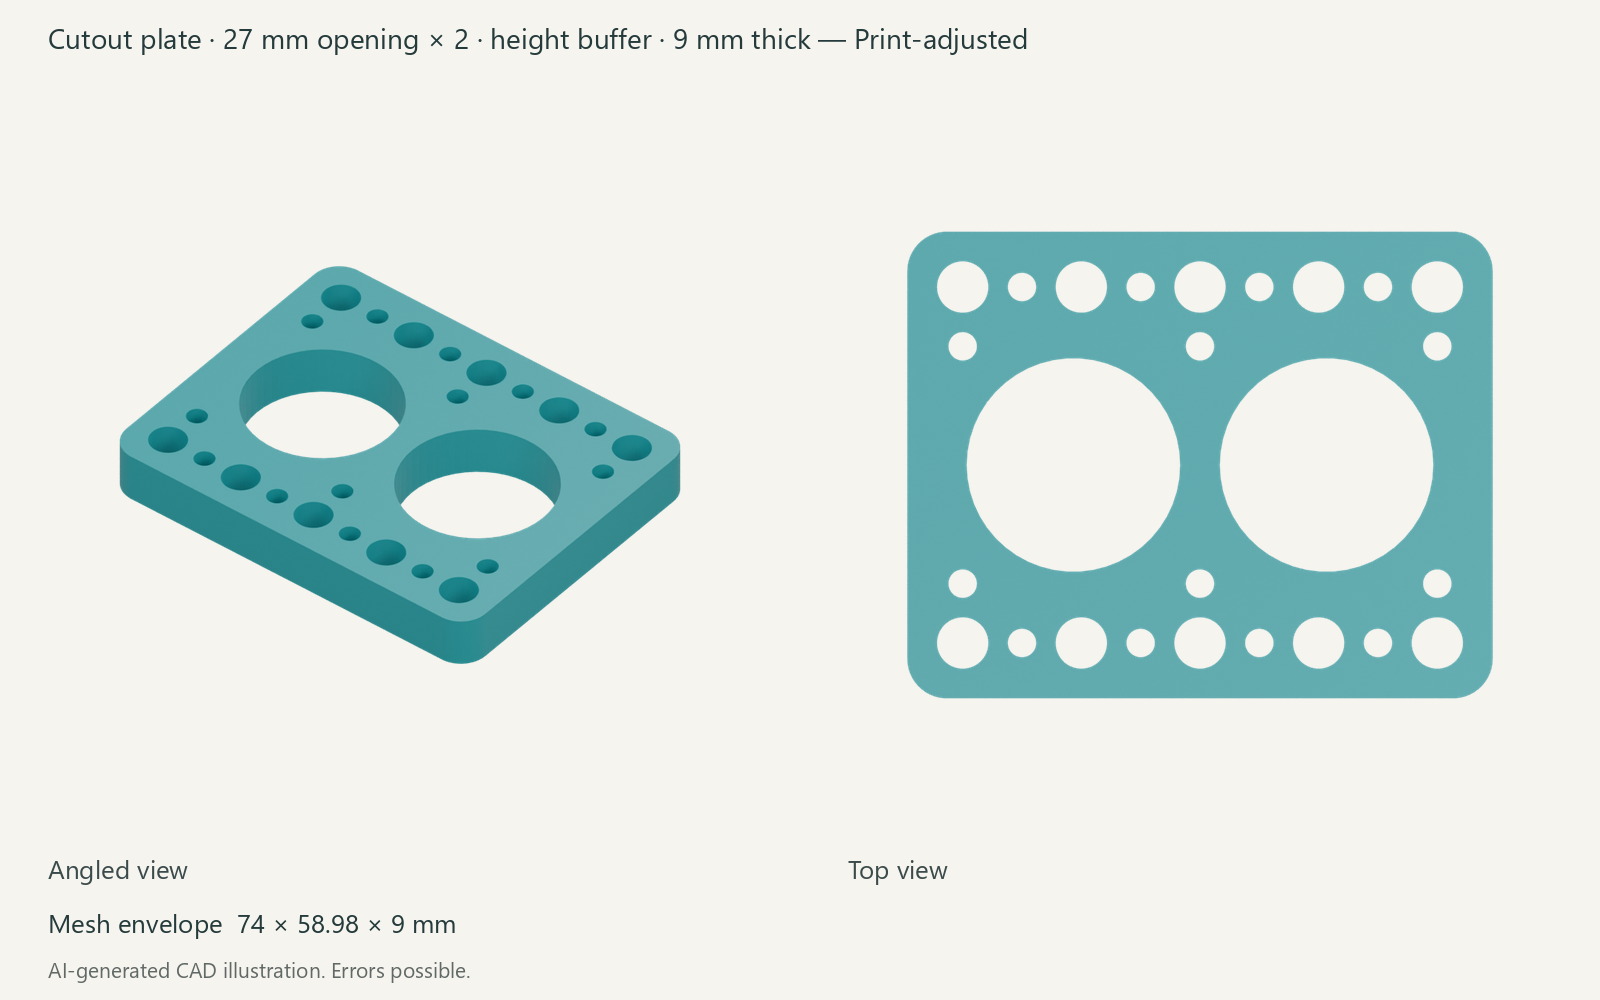 Cutout plate · 27 mm opening × 2 · height buffer · 9 mm thick — Print-adjusted
Angled view
Top view
Mesh envelope  74 × 58.98 × 9 mm
AI-generated CAD illustration. Errors possible.